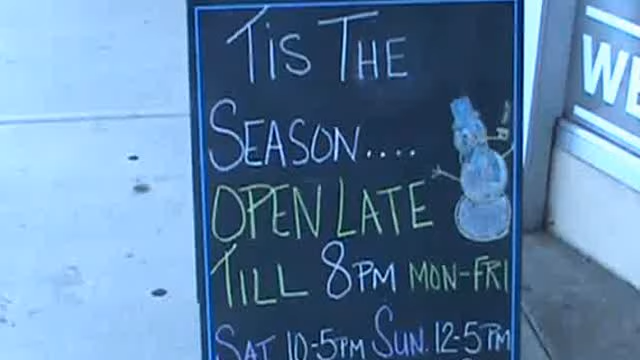 TIS THE
SEASON....
OPEN LATE
TILL 8PM MON-FRI
SAT 10-5PM SUN. 12-5PM
WE